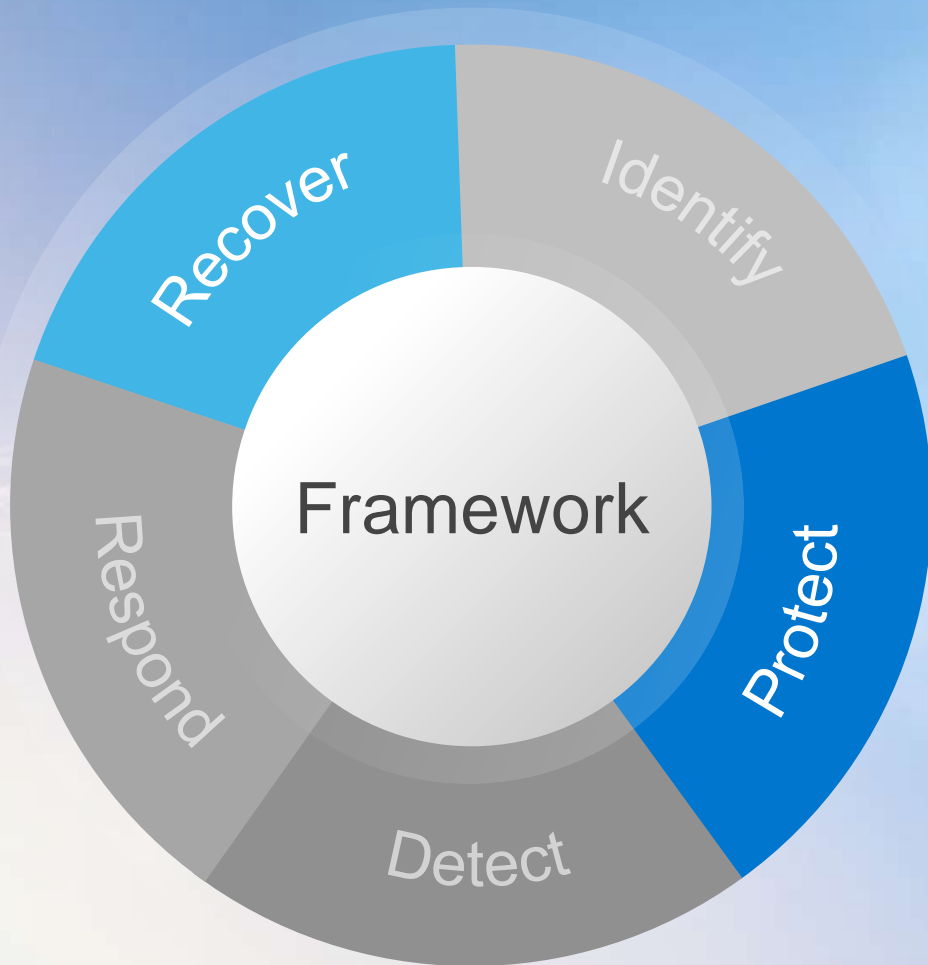 Recover
Identify
Framework
Respond
Protect
Detect